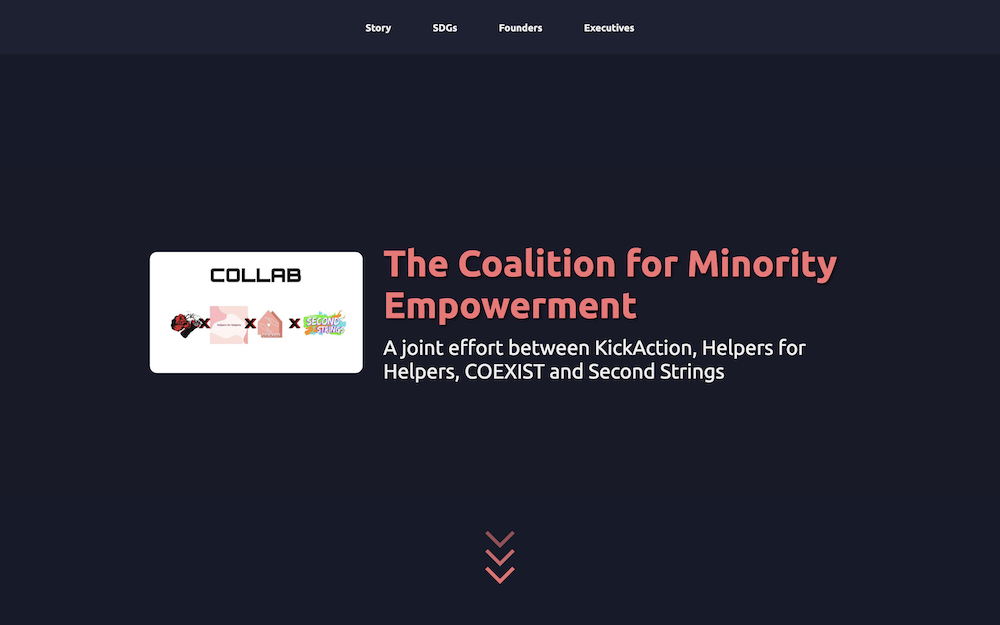 Story
SDGs
Founders
Executives
COLLAB
X
X
X
SECOND
STRINGS
The Coalition for Minority
Empowerment
A joint effort between KickAction, Helpers for
Helpers, COEXIST and Second Strings